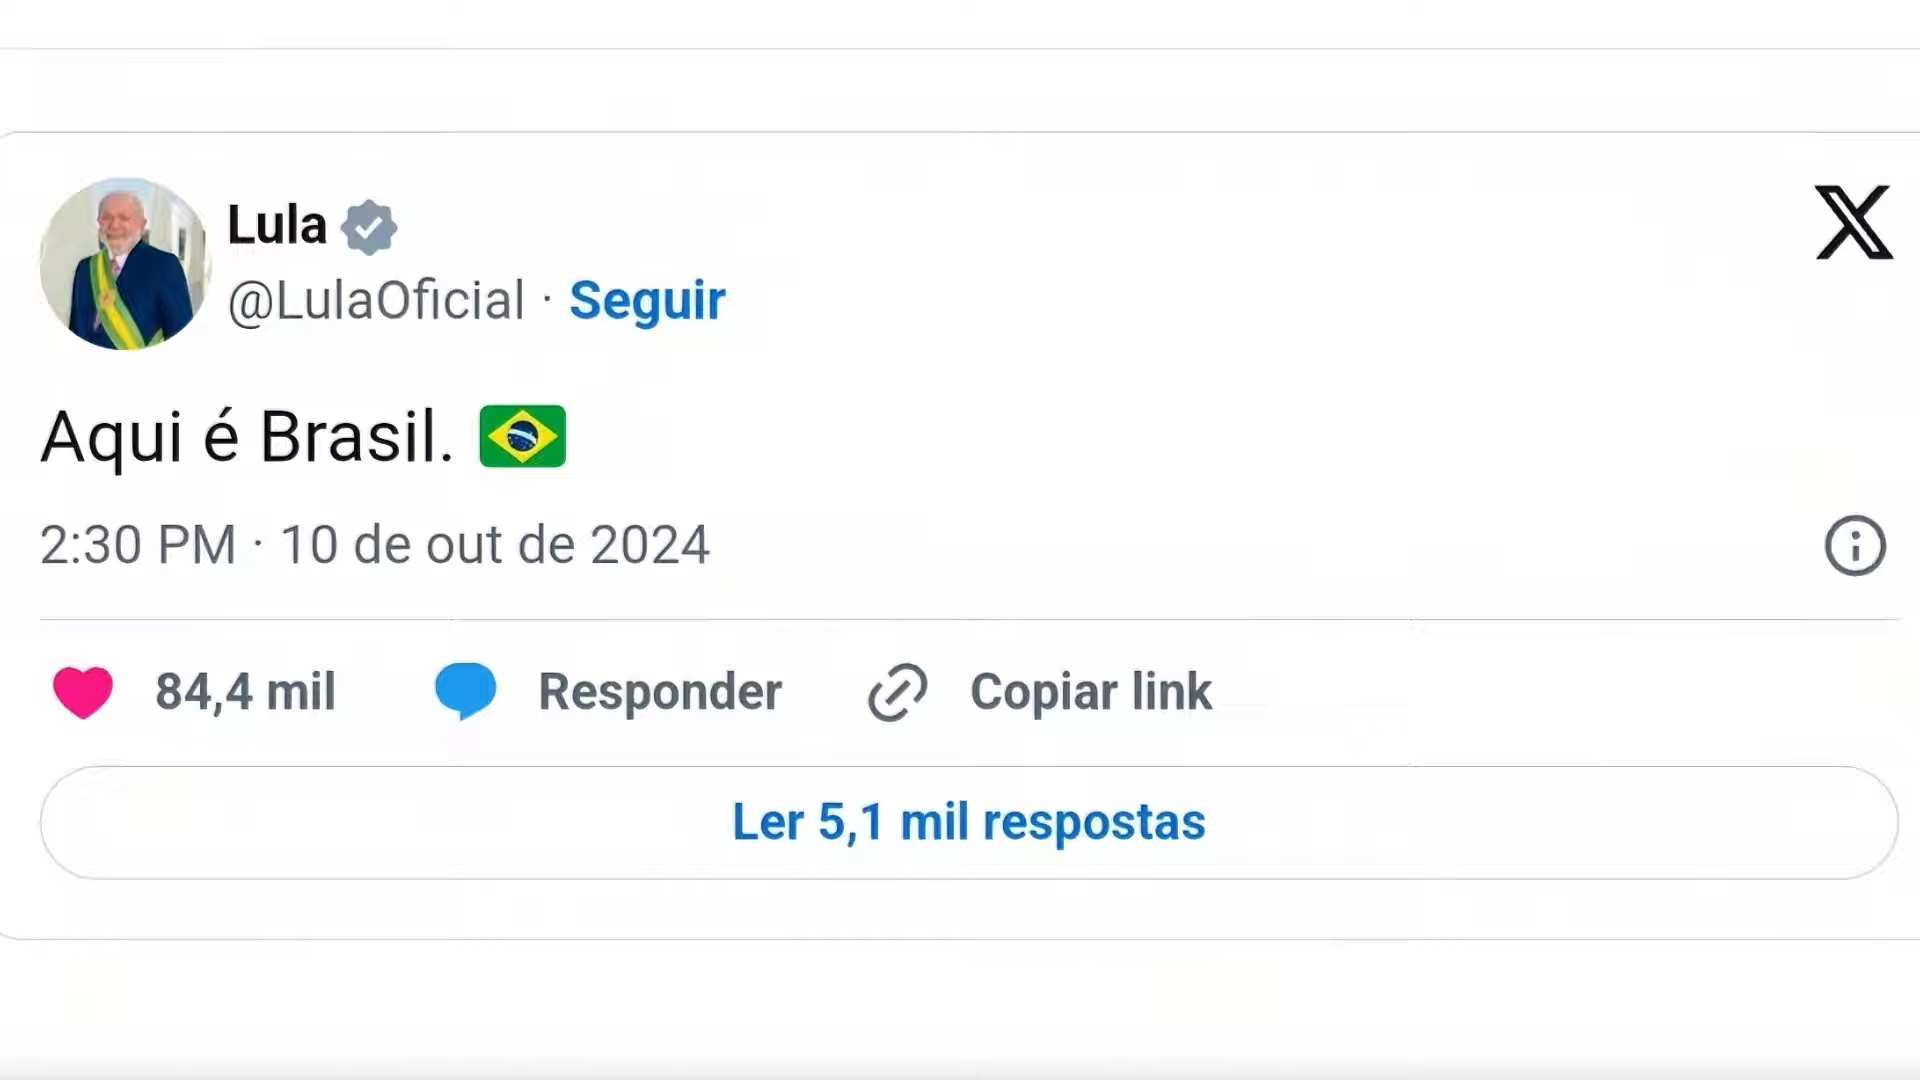 Lula
@LulaOficial · Seguir
Aqui é Brasil. 🇧🇷
2:30 PM · 10 de out de 2024
84,4 mil Responder Copiar link
Ler 5,1 mil respostas